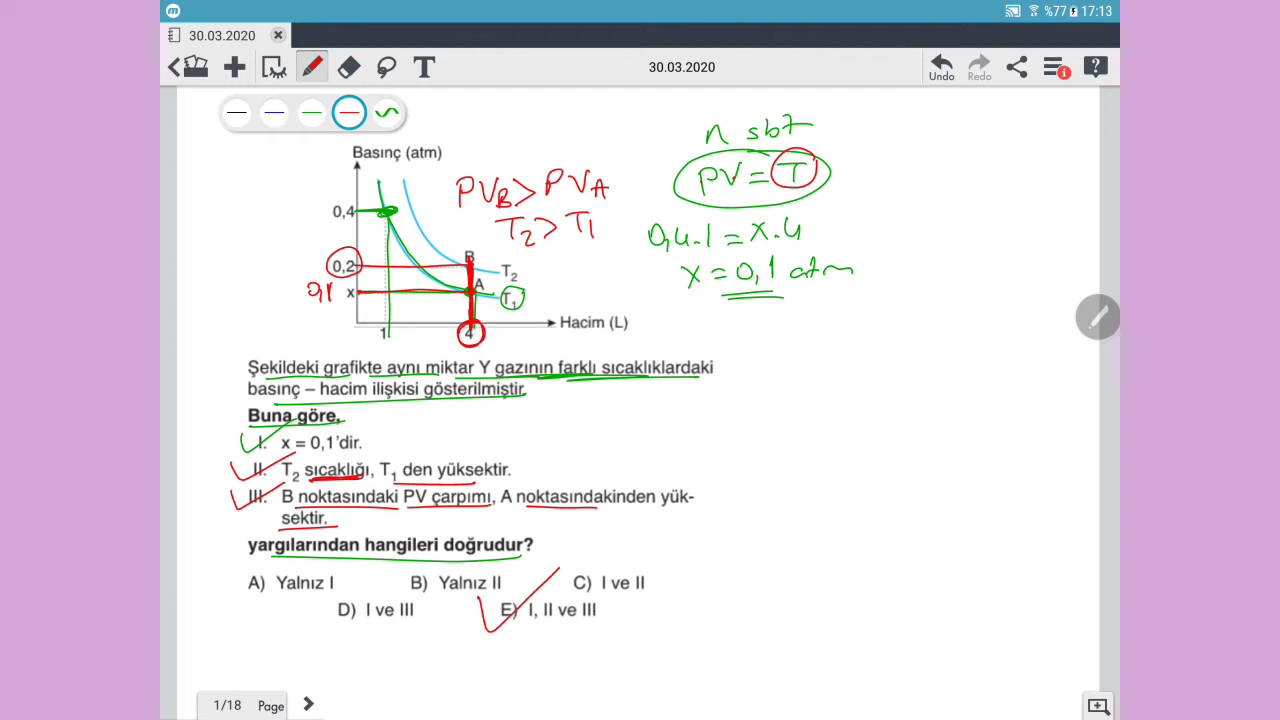 %77 17:13
30.03.2020
Undo Redo
30.03.2020
n sbt
PV = T
0,4.1 = x.4
x = 0,1 atm
Basınç (atm)
PVB > PVA
T2 > T1
0,4
0,2
0,1 x
B
A
T2
T1
1
4
Hacim (L)
Şekildeki grafikte aynı miktar Y gazının farklı sıcaklıklardaki
basınç – hacim ilişkisi gösterilmiştir.
Buna göre,
I. x = 0,1'dir.
II. T2 sıcaklığı, T1 den yüksektir.
III. B noktasındaki PV çarpımı, A noktasındakinden yük-
sektir.
yargılarından hangileri doğrudur?
A) Yalnız I B) Yalnız II C) I ve II
D) I ve III E) I, II ve III
1/18 Page